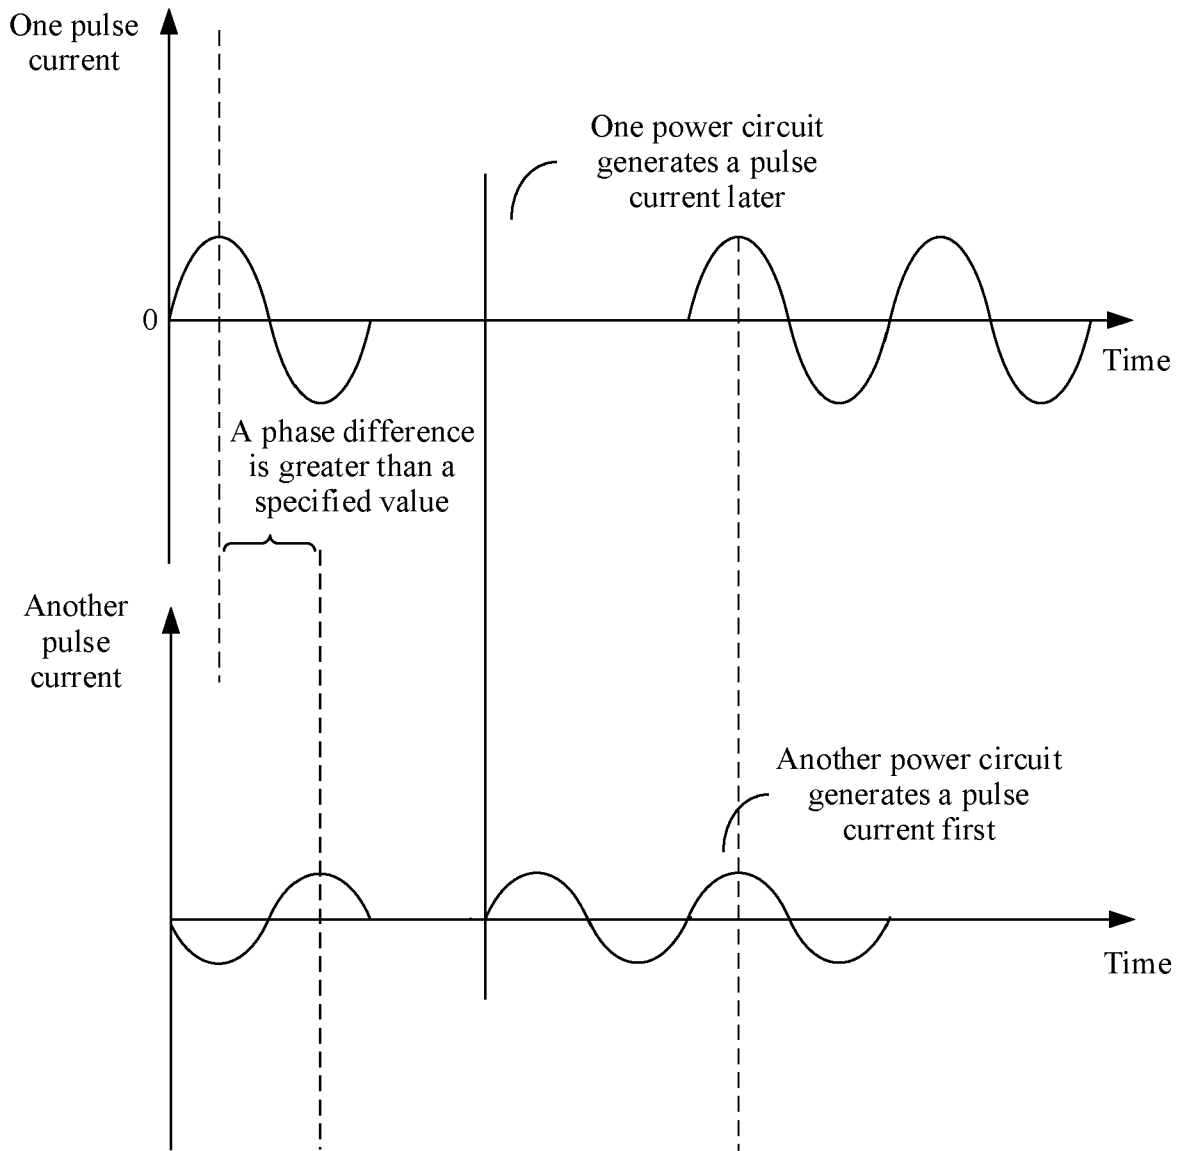 One pulse
current
One power circuit
generates a pulse
current later
0
Time
A phase difference
is greater than a
specified value
Another
pulse
current
Another power circuit
generates a pulse
current first
Time